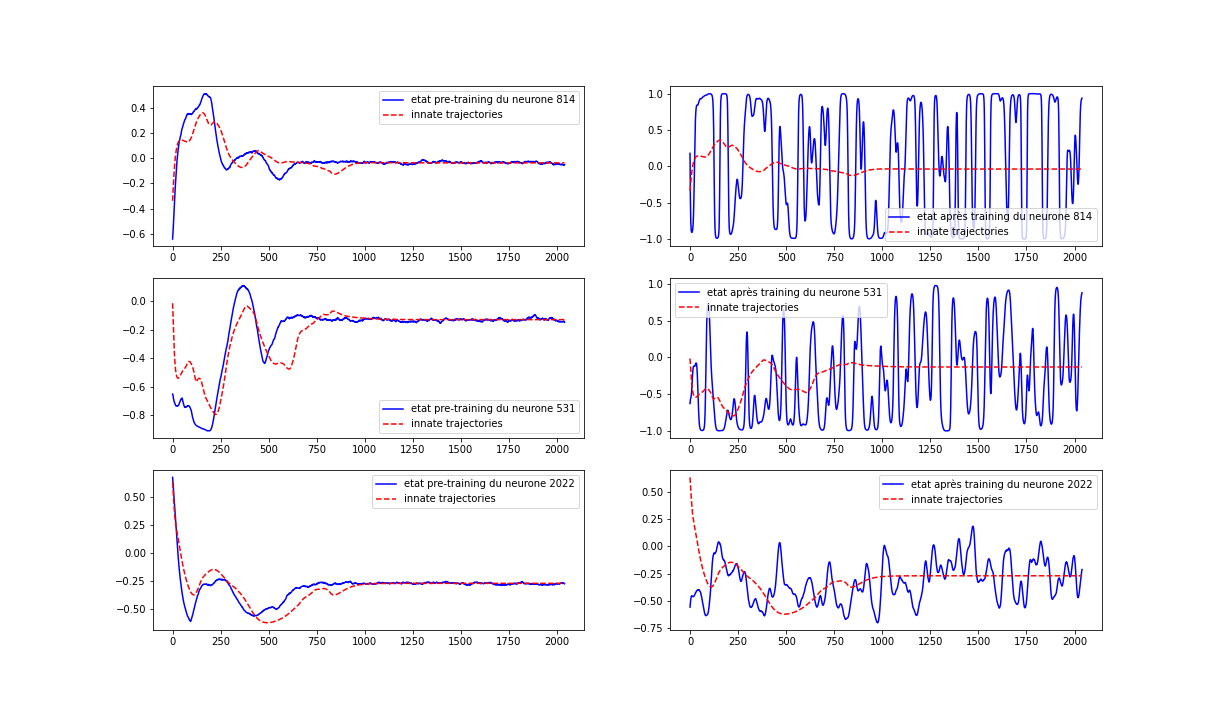 etat pre-training du neurone 814
innate trajectories
0.4
0.2
0.0
−0.2
−0.4
−0.6
0 250 500 750 1000 1250 1500 1750 2000
etat après training du neurone 814
innate trajectories
1.0
0.5
0.0
−0.5
−1.0
0 250 500 750 1000 1250 1500 1750 2000
etat pre-training du neurone 531
innate trajectories
0.0
−0.2
−0.4
−0.6
−0.8
0 250 500 750 1000 1250 1500 1750 2000
etat après training du neurone 531
innate trajectories
1.0
0.5
0.0
−0.5
−1.0
0 250 500 750 1000 1250 1500 1750 2000
etat pre-training du neurone 2022
innate trajectories
0.50
0.25
0.00
−0.25
−0.50
0 250 500 750 1000 1250 1500 1750 2000
etat après training du neurone 2022
innate trajectories
0.50
0.25
0.00
−0.25
−0.50
−0.75
0 250 500 750 1000 1250 1500 1750 2000